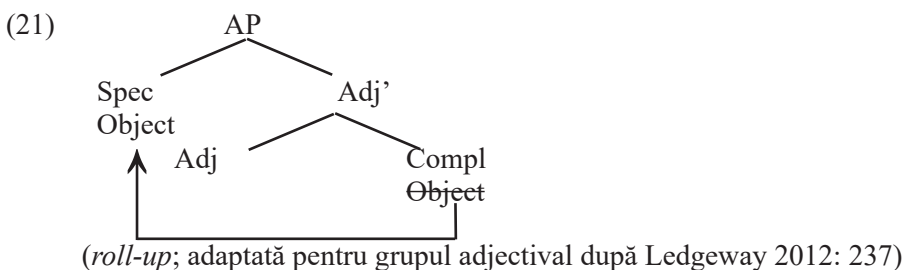 (21) AP
Spec Adj’
Object
Adj Compl
Object
(roll-up; adaptată pentru grupul adjectival după Ledgeway 2012: 237)